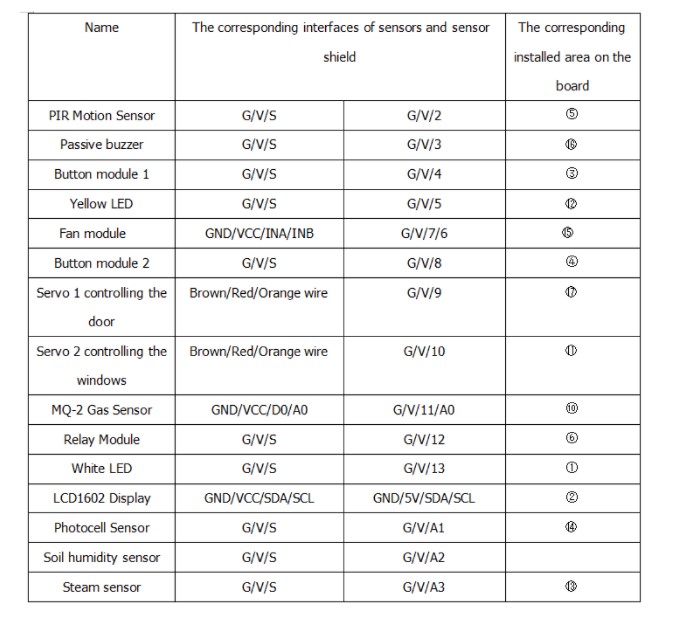 Name
The corresponding interfaces of sensors and sensor
shield
The corresponding
installed area on the
board
PIR Motion Sensor G/V/S G/V/2 ⑤
Passive buzzer G/V/S G/V/3 ⑯
Button module 1 G/V/S G/V/4 ③
Yellow LED G/V/S G/V/5 ⑫
Fan module GND/VCC/INA/INB G/V/7/6 ⑮
Button module 2 G/V/S G/V/8 ④
Servo 1 controlling the Brown/Red/Orange wire G/V/9 ⑰
door
Servo 2 controlling the Brown/Red/Orange wire G/V/10 ⑪
windows
MQ-2 Gas Sensor GND/VCC/D0/A0 G/V/11/A0 ⑩
Relay Module G/V/S G/V/12 ⑥
White LED G/V/S G/V/13 ①
LCD1602 Display GND/VCC/SDA/SCL GND/5V/SDA/SCL ②
Photocell Sensor G/V/S G/V/A1 ⑭
Soil humidity sensor G/V/S G/V/A2
Steam sensor G/V/S G/V/A3 ⑬